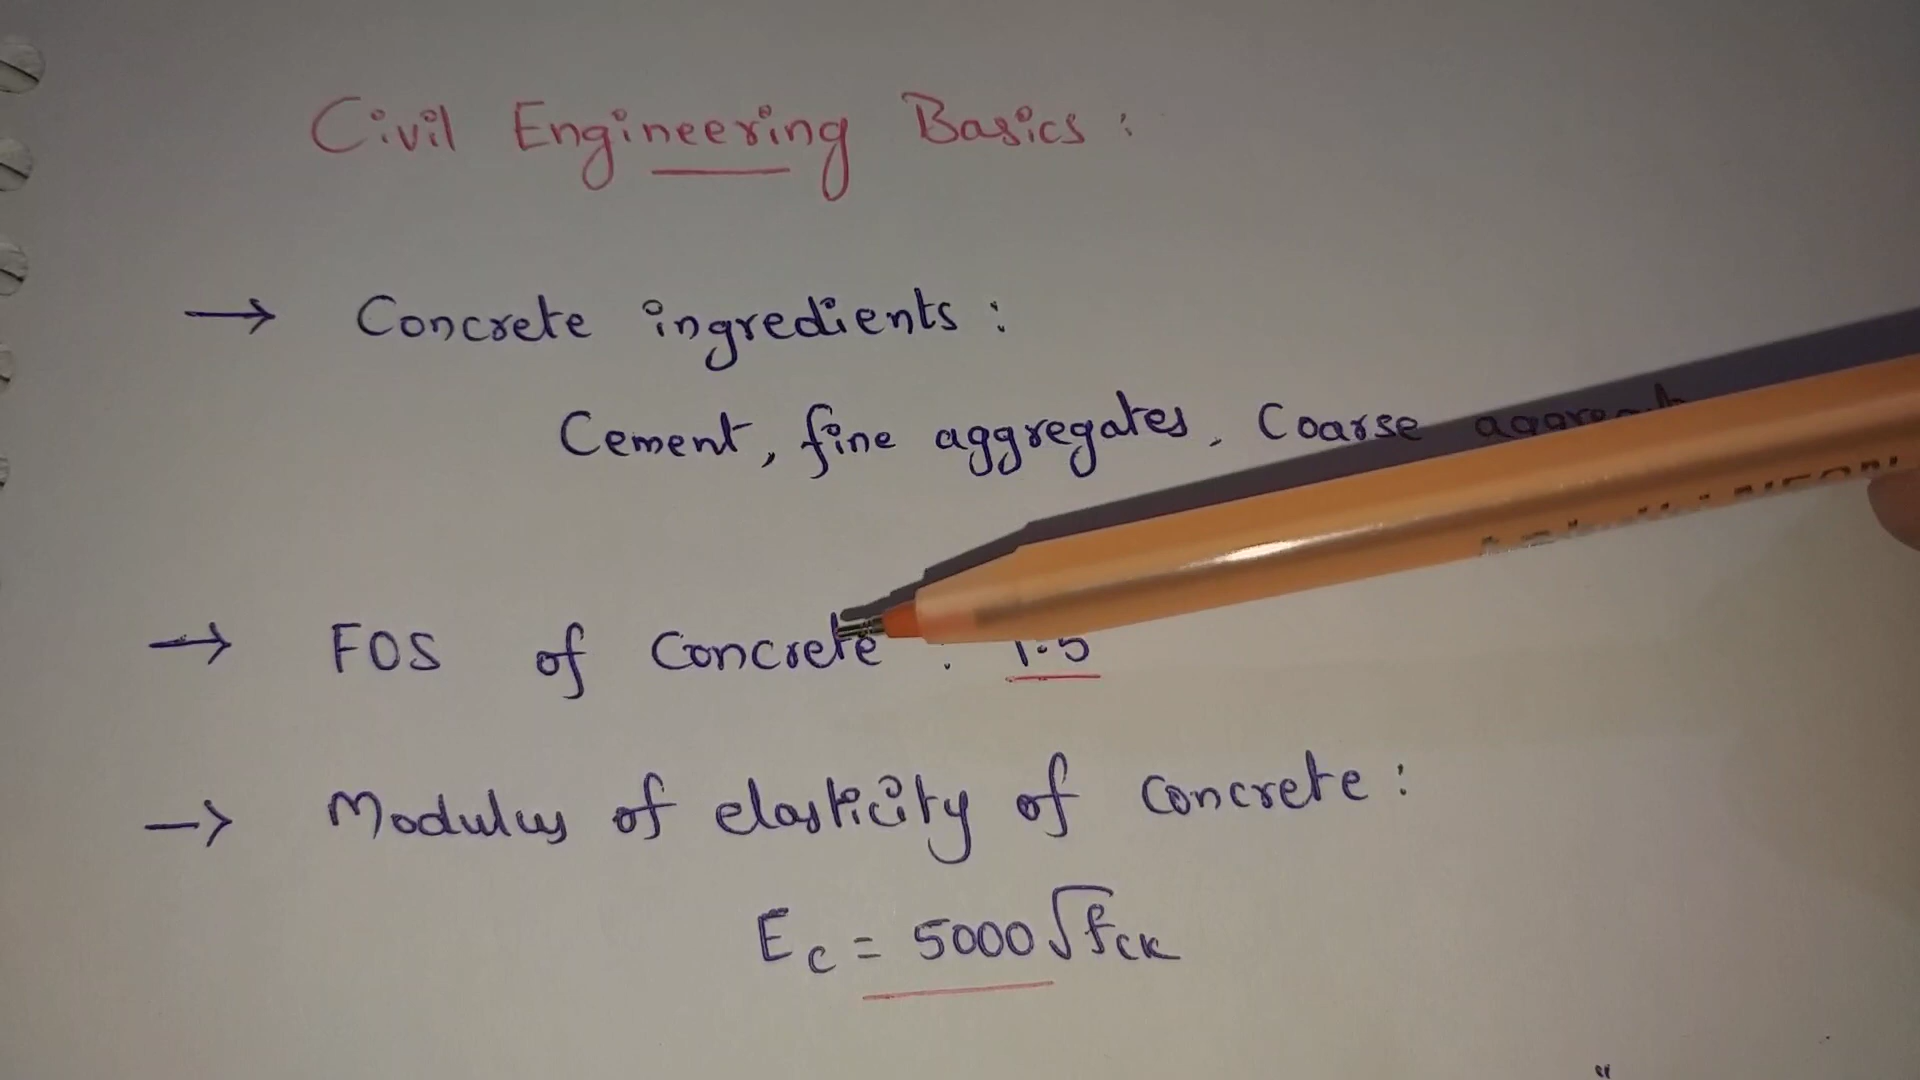 Civil Engineering Basics :
→ Concrete ingredients :
Cement, fine aggregates, Coarse
→ FOS of Concrete : 1.5
→ Modulus of elasticity of concrete :
Ec = 5000√fck